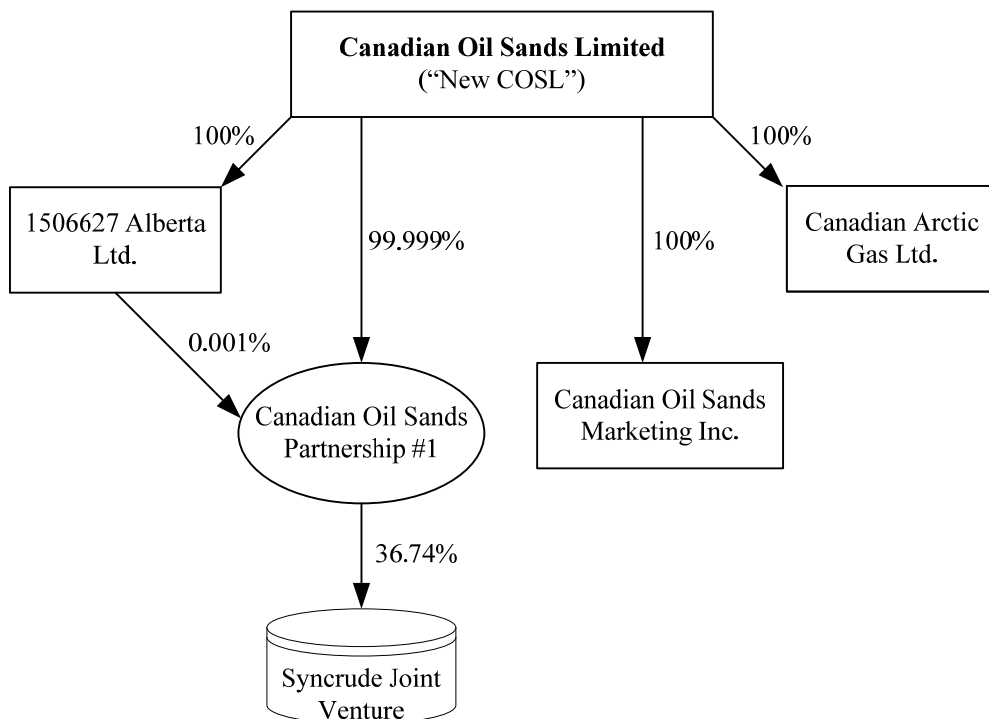 Canadian Oil Sands Limited
(“New COSL”)
100%
100%
1506627 Alberta
Ltd.
99.999%
100%
Canadian Arctic
Gas Ltd.
0.001%
Canadian Oil Sands
Partnership #1
Canadian Oil Sands
Marketing Inc.
36.74%
Syncrude Joint
Venture